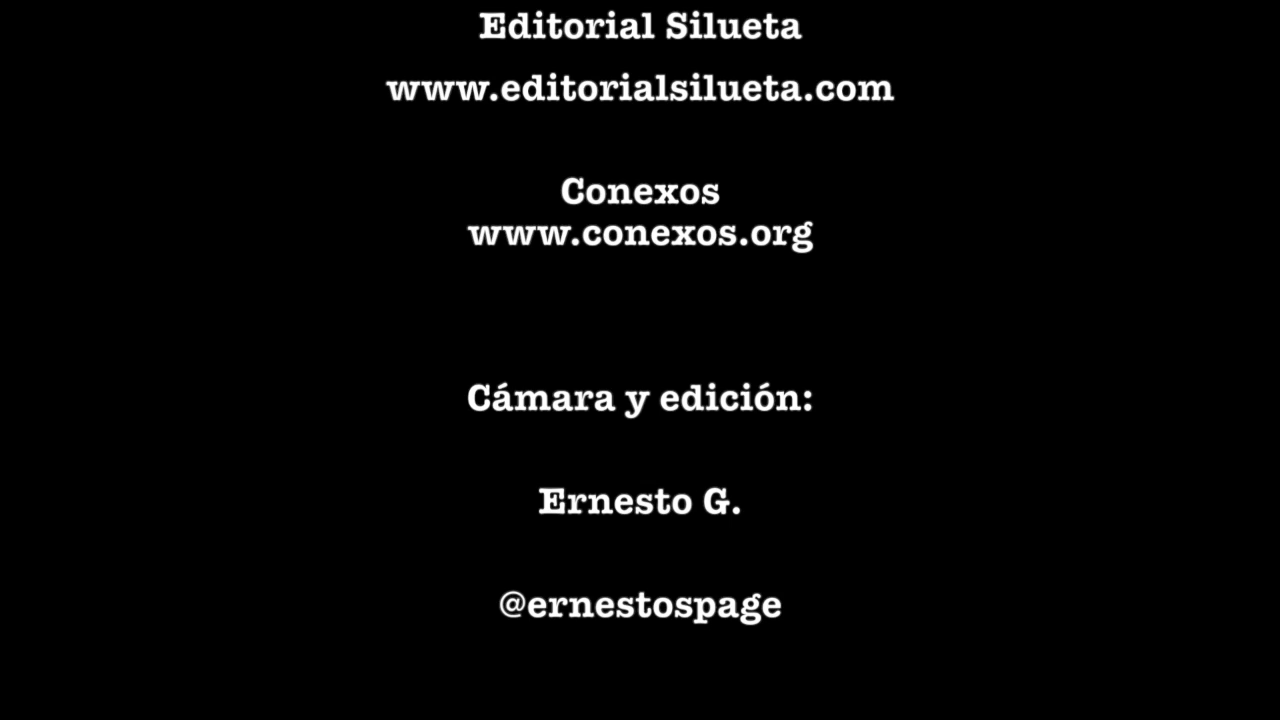 Editorial Silueta
www.editorialsilueta.com
Conexos
www.conexos.org
Cámara y edición:
Ernesto G.
@ernestospage